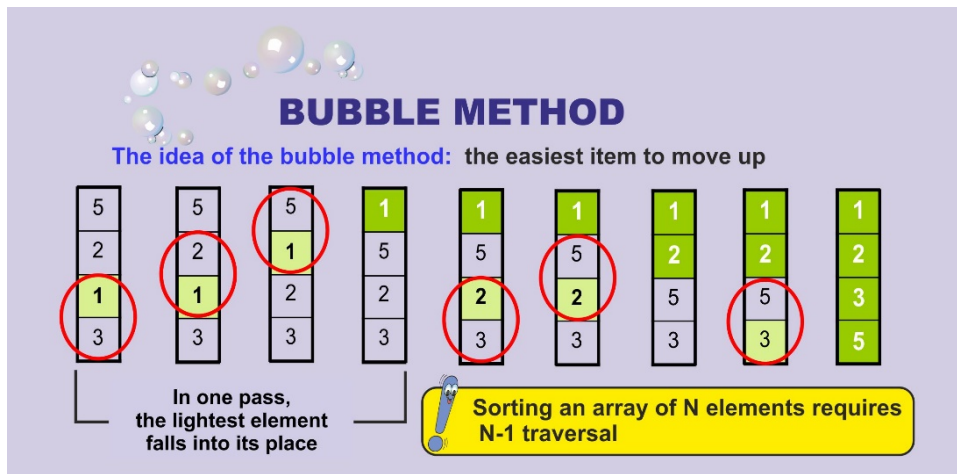 BUBBLE METHOD
The idea of the bubble method: the easiest item to move up
5 5 5 1 1 1 1 1 1
2 2 1 5 5 5 2 2 2
1 1 2 2 2 2 5 5 3
3 3 3 3 3 3 3 3 5
In one pass,
the lightest element
falls into its place
Sorting an array of N elements requires
N-1 traversal